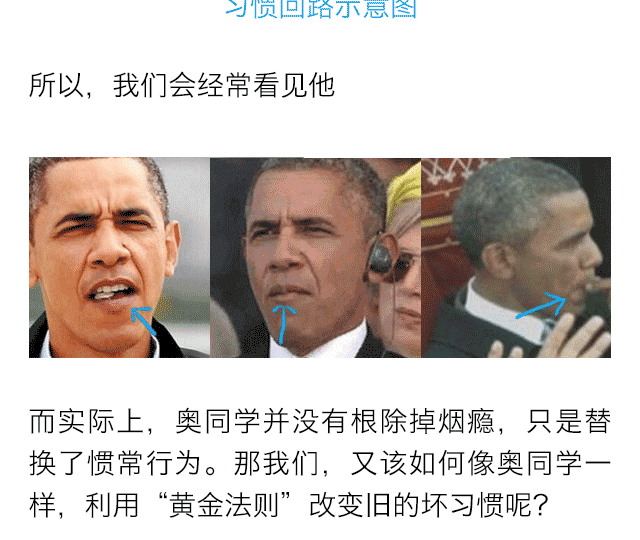 习惯回路示意图
所以，我们会经常看见他
而实际上，奥同学并没有根除掉烟瘾，只是替
换了惯常行为。那我们，又该如何像奥同学一
样，利用“黄金法则”改变旧的坏习惯呢？